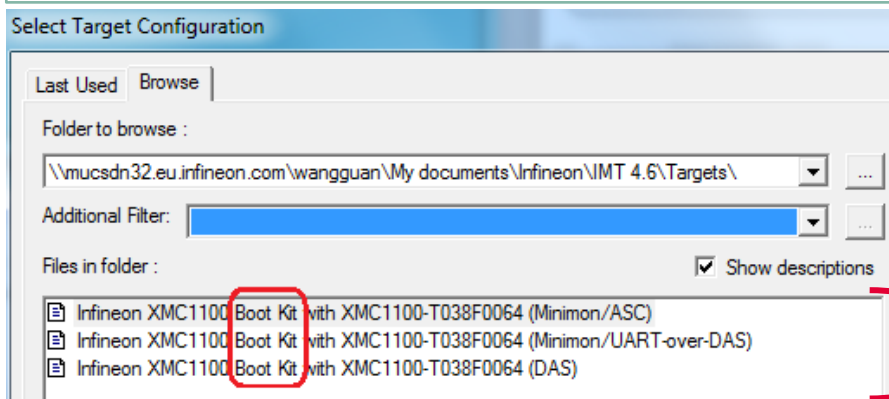 Select Target Configuration
Last Used Browse
Folder to browse :
\\mucsdn32.eu.infineon.com\wangguan\My documents\Infineon\IMT 4.6\Targets\ ...
Additional Filter: ...
Files in folder : Show descriptions
Infineon XMC1100 Boot Kit with XMC1100-T038F0064 (Minimon/ASC)
Infineon XMC1100 Boot Kit with XMC1100-T038F0064 (Minimon/UART-over-DAS)
Infineon XMC1100 Boot Kit with XMC1100-T038F0064 (DAS)